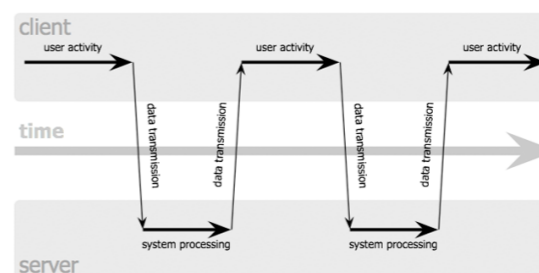 client
user activity
user activity
user activity
data transmission
data transmission
data transmission
data transmission
time
system processing
system processing
server